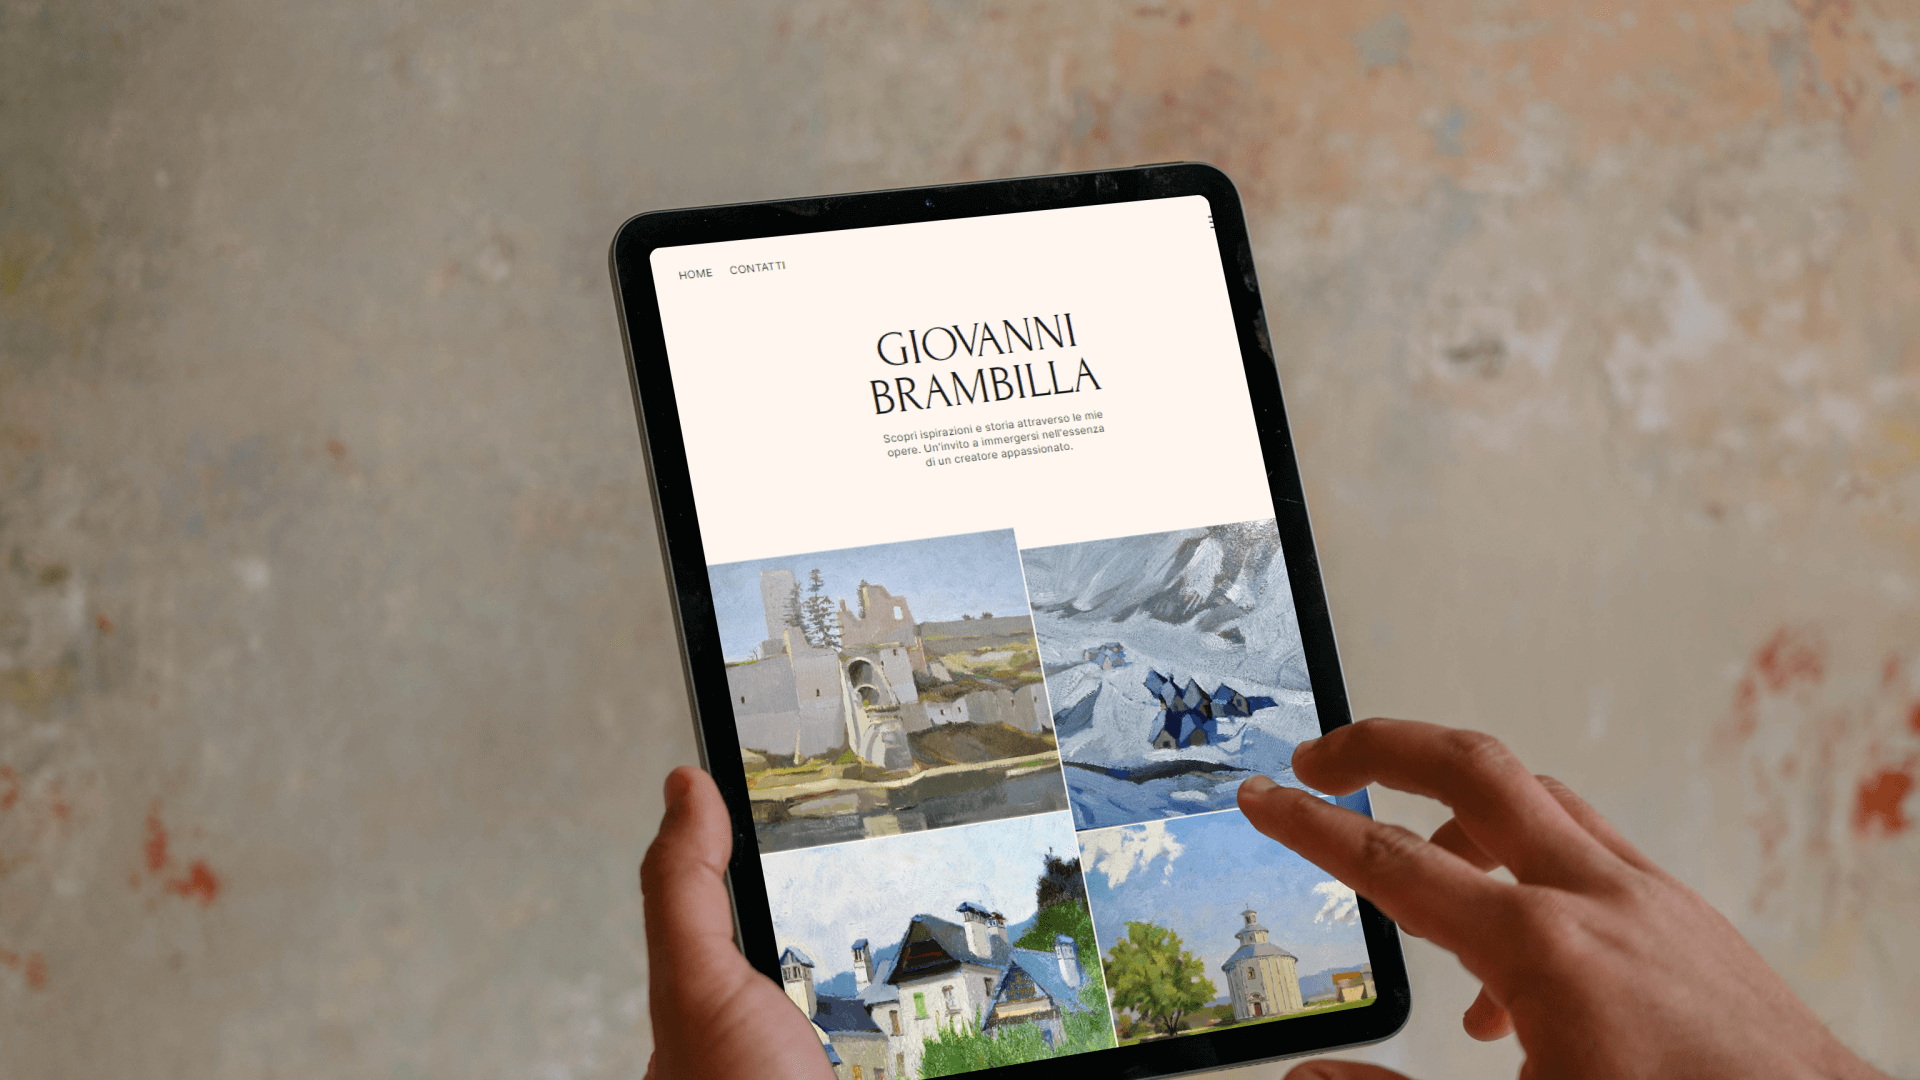 HOME CONTATTI
GIOVANNI
BRAMBILLA
Scopri ispirazioni e storia attraverso le mie
opere. Un'invito a immergersi nell'essenza
di un creatore appassionato.